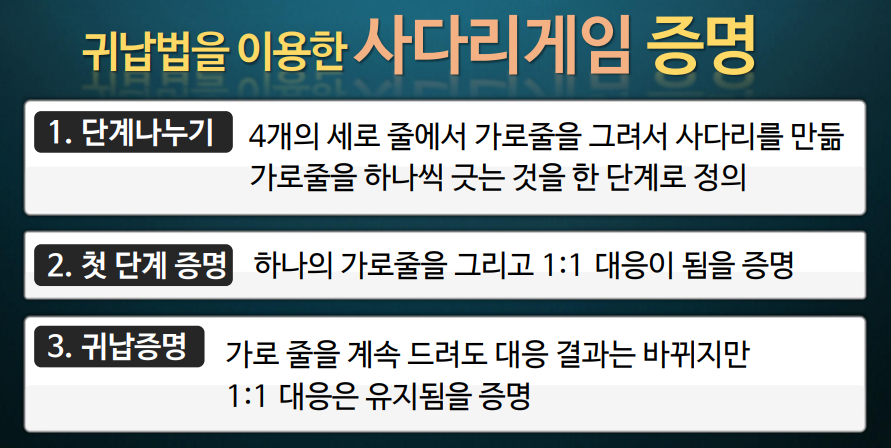 귀납법을 이용한 사다리게임 증명
1. 단계나누기
4개의 세로 줄에서 가로줄을 그려서 사다리를 만듦
가로줄을 하나씩 긋는 것을 한 단계로 정의
2. 첫 단계 증명
하나의 가로줄을 그리고 1:1 대응이 됨을 증명
3. 귀납증명
가로 줄을 계속 드려도 대응 결과는 바뀌지만
1:1 대응은 유지됨을 증명